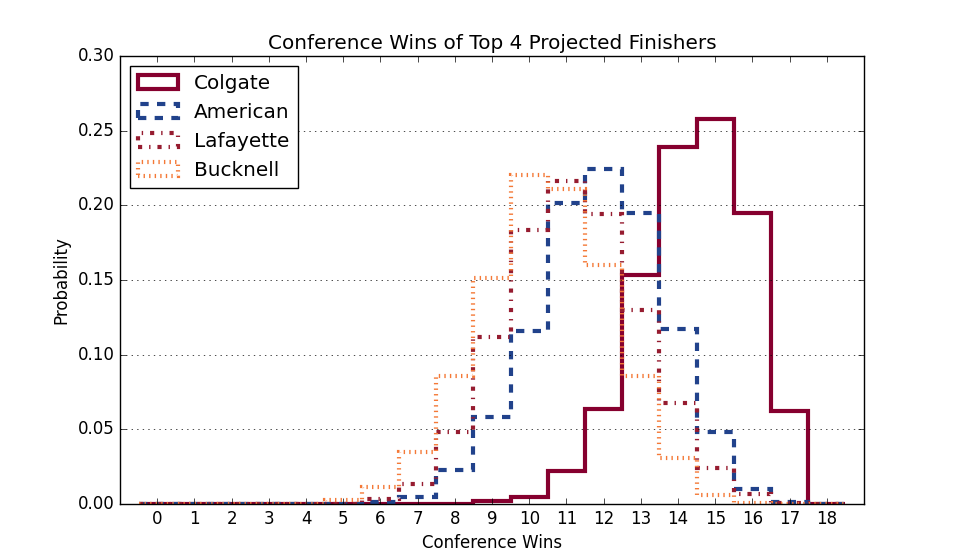 Conference Wins of Top 4 Projected Finishers
0.30
0.25
0.20
0.15
0.10
0.05
0.00
Probability
Colgate
American
Lafayette
Bucknell
0 1 2 3 4 5 6 7 8 9 10 11 12 13 14 15 16 17 18
Conference Wins